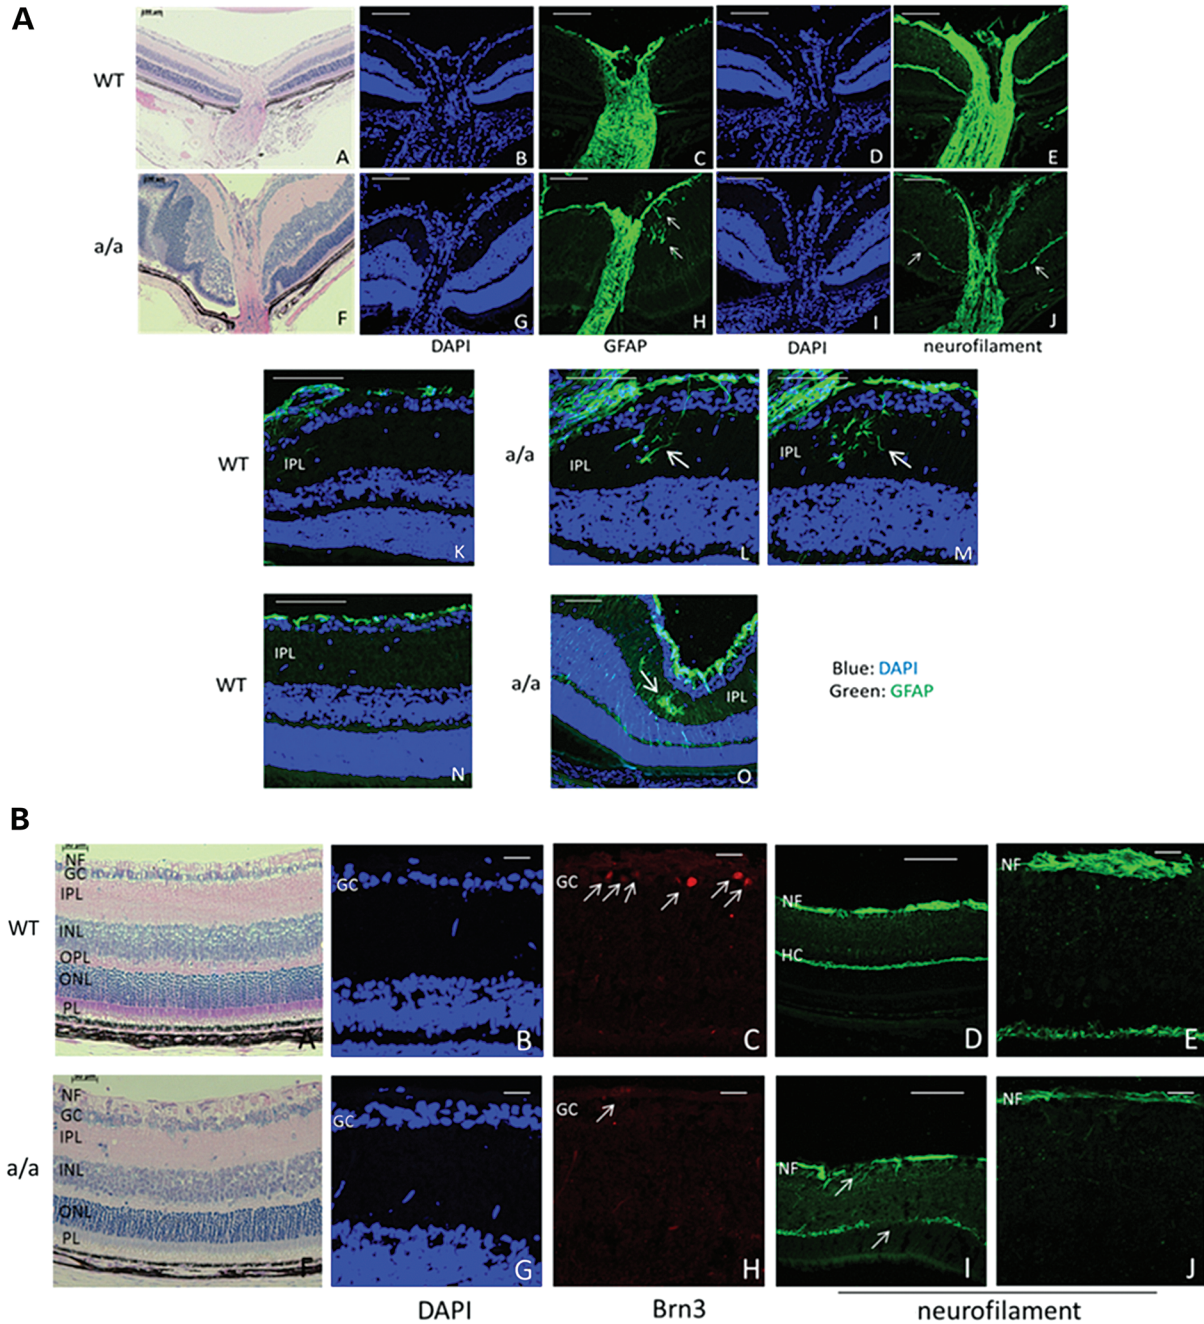 A
WT
A
B
C
D
E
a/a
F
G
H
I
J
DAPI
GFAP
DAPI
neurofilament
WT
IPL
K
a/a
IPL
L
IPL
M
WT
IPL
N
a/a
IPL
O
Blue: DAPI
Green: GFAP
B
WT
NF
GC
IPL
INL
OPL
ONL
PL
A
GC
B
GC
C
NF
HC
D
NF
E
a/a
NF
GC
IPL
INL
ONL
PL
F
GC
G
GC
H
NF
I
NF
J
DAPI
Brn3
neurofilament